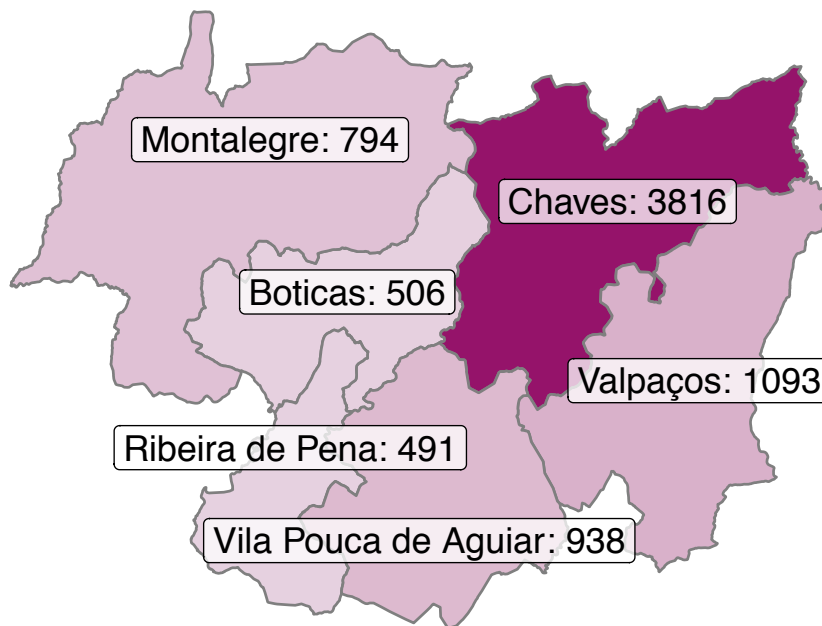 Montalegre: 794
Chaves: 3816
Boticas: 506
Valpaços: 1093
Ribeira de Pena: 491
Vila Pouca de Aguiar: 938